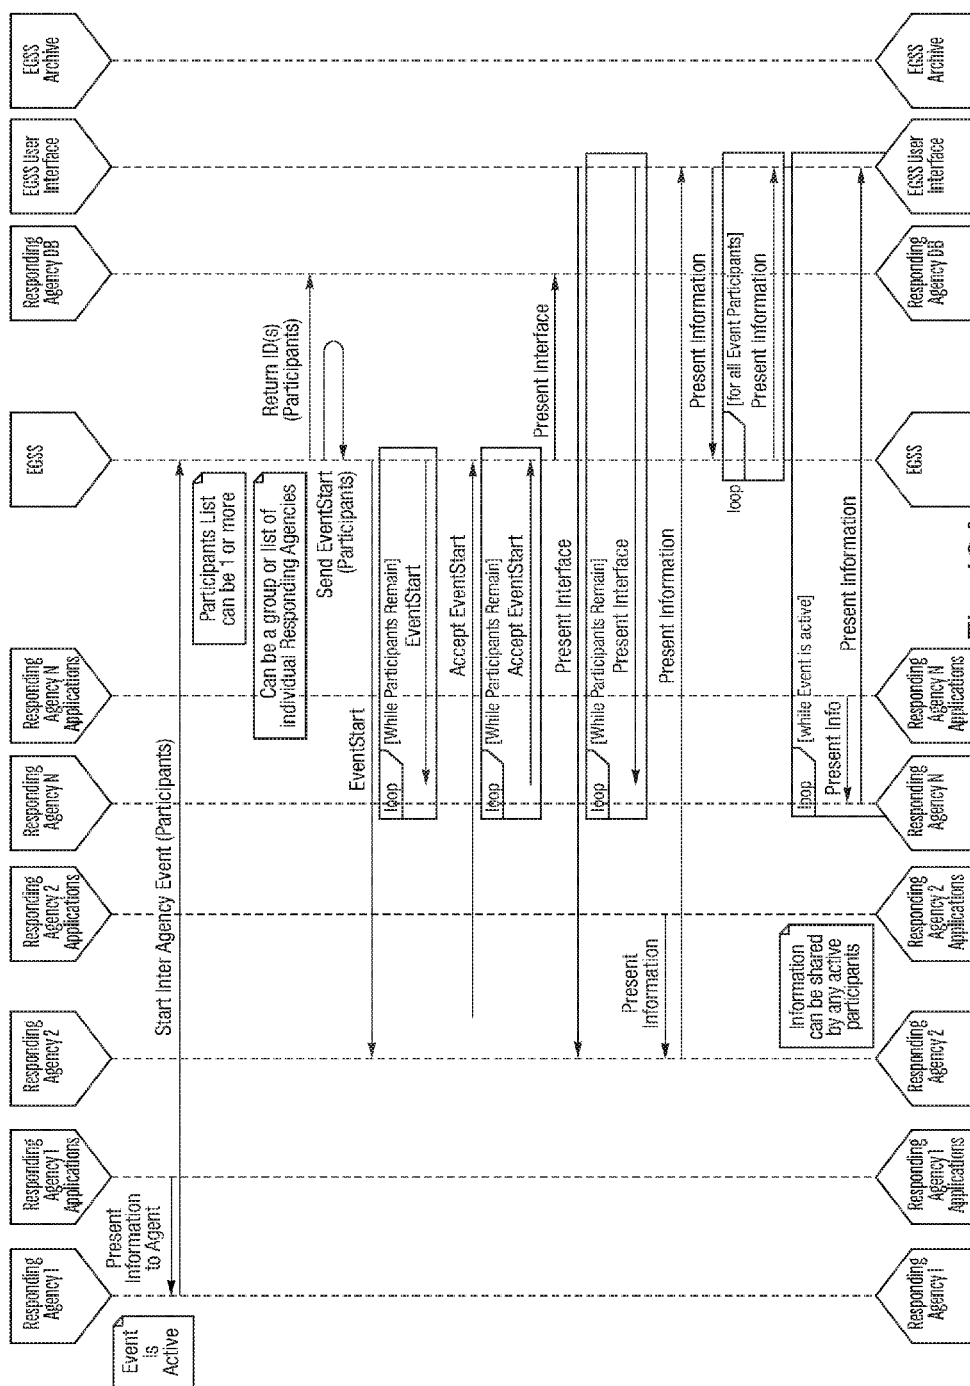 Responding
Agency 1
Responding
Agency 1
Applications
Responding
Agency 2
Responding
Agency 2
Applications
Responding
Agency N
Responding
Agency N
Applications
EGSS
Responding
Agency DB
EGSS User
Interface
EGSS
Archive
Event
is
Active
Present
Information
to Agent
Start Inter Agency Event (Participants)
Participants List
can be 1 or more
Can be a group or list of
individual Responding Agencies
Return ID(s)
(Participants)
Send EventStart
(Participants)
EventStart
loop
[While Participants Remain]
EventStart
Accept EventStart
loop
[While Participants Remain]
Accept EventStart
Present Interface
Present Interface
loop
[While Participants Remain]
Present Interface
Present
Information
Present Information
Present Information
loop
[for all Event Participants]
Present Information
Information
can be shared
by any active
participants
loop
[while Event is active]
Present Info
Present Information
Responding
Agency 1
Responding
Agency 1
Applications
Responding
Agency 2
Responding
Agency 2
Applications
Responding
Agency N
Responding
Agency N
Applications
EGSS
Responding
Agency DB
EGSS User
Interface
EGSS
Archive